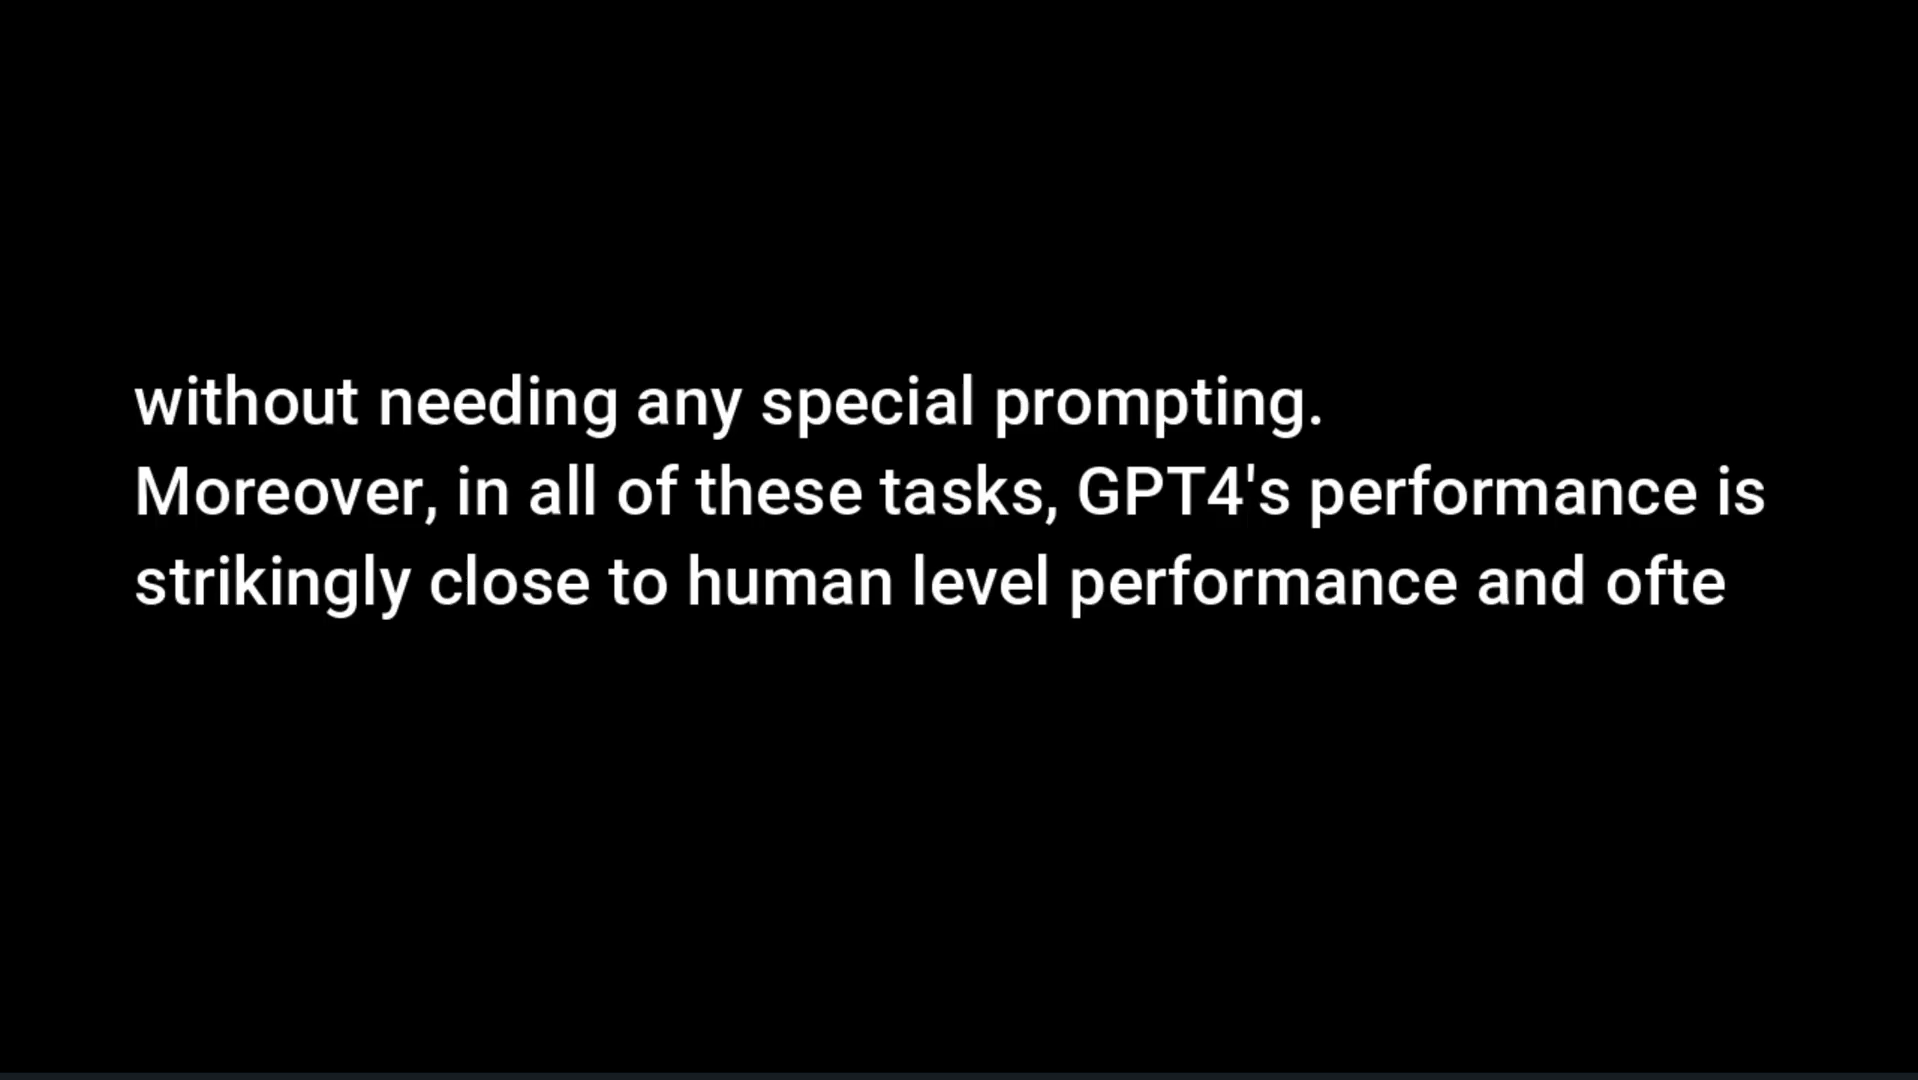 without needing any special prompting.
Moreover, in all of these tasks, GPT4's performance is
strikingly close to human level performance and ofte